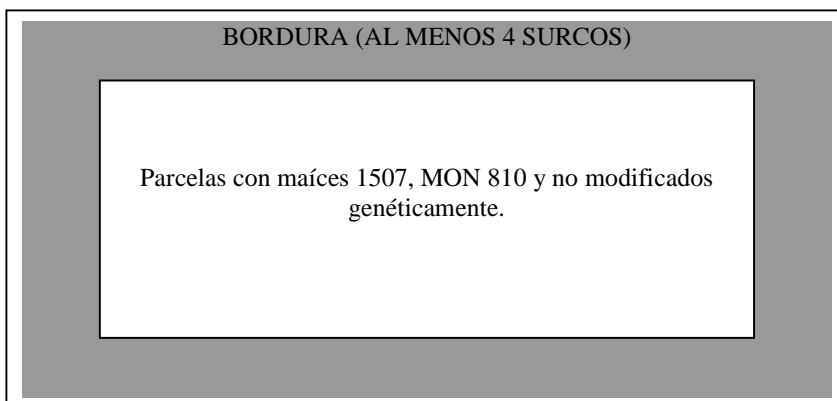 BORDURA (AL MENOS 4 SURCOS)
Parcelas con maíces 1507, MON 810 y no modificados
genéticamente.